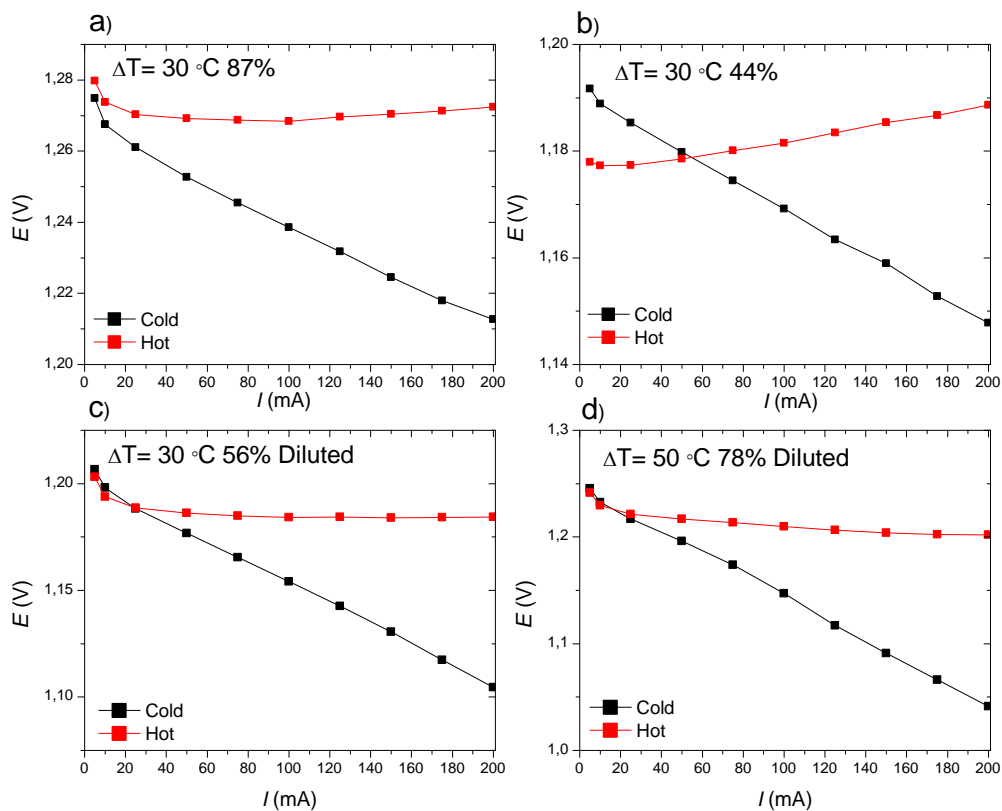 a)
ΔT= 30 °C 87%
1,28
1,26
1,24
1,22
1,20
E (V)
Cold
Hot
0 20 40 60 80 100 120 140 160 180 200
I (mA)
b)
ΔT= 30 °C 44%
1,20
1,18
1,16
1,14
E (V)
Cold
Hot
0 20 40 60 80 100 120 140 160 180 200
I (mA)
c)
ΔT= 30 °C 56% Diluted
1,20
1,15
1,10
E (V)
Cold
Hot
0 20 40 60 80 100 120 140 160 180 200
I (mA)
d)
ΔT= 50 °C 78% Diluted
1,3
1,2
1,1
1,0
E (V)
Cold
Hot
0 20 40 60 80 100 120 140 160 180 200
I (mA)